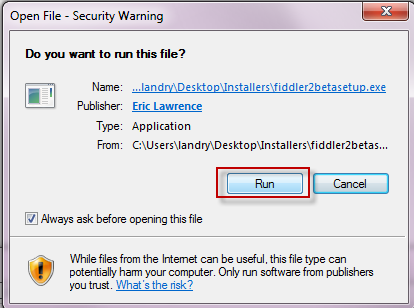 Open File - Security Warning
Do you want to run this file?
Name: ...landry\Desktop\Installers\fiddler2betasetup.exe
Publisher: Eric Lawrence
Type: Application
From: C:\Users\landry\Desktop\Installers\fiddler2betas...
Run Cancel
Always ask before opening this file
While files from the Internet can be useful, this file type can
potentially harm your computer. Only run software from publishers
you trust. What's the risk?